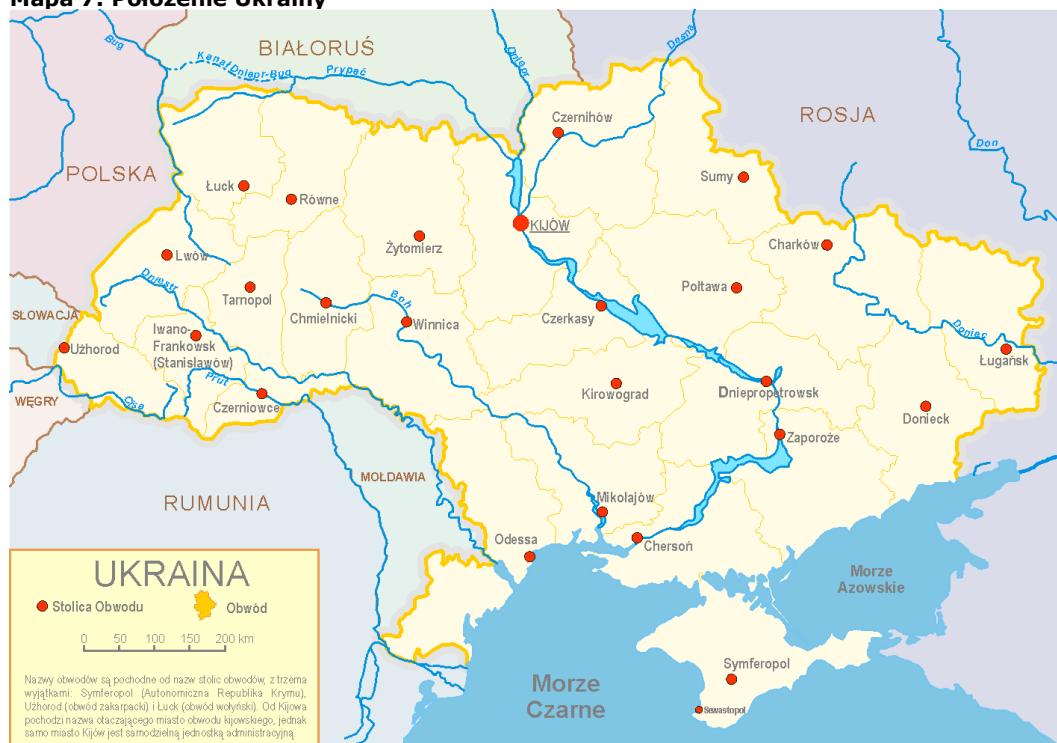 Mapa 7. Położenie Ukrainy
BIAŁORUŚ
Bug
Kanał Dniepr-Bug
Prypeć
Dniepr
Desna
ROSJA
Don
Czernihów
POLSKA
Łuck
Równe
Sumy
KIJÓW
Żytomierz
Charków
Lwów
Dniestr
Tarnopol
Chmielnicki
Boh
Winnica
Czerkasy
Połtawa
SŁOWACJA
Użhorod
Iwano-
Frankowsk
(Stanisławów)
Doniec
Ługańsk
WĘGRY
Cisa
Prut
Czerniowce
Kirowograd
Dniepropetrowsk
Donieck
Zaporoże
MOŁDAWIA
RUMUNIA
Mikołajów
Odessa
Chersoń
Morze
Azowskie
Symferopol
Sewastopol
Morze
Czarne
UKRAINA
Stolica Obwodu
Obwód
0 50 100 150 200 km
Nazwy obwodów są pochodne od nazw stolic obwodów, z trzema
wyjątkami: Symferopol (Autonomiczna Republika Krymu),
Użhorod (obwód zakarpacki) i Łuck (obwód wołyński). Od Kijowa
pochodzi nazwa otaczającego miasto obwodu kijowskiego, jednak
samo miasto Kijów jest samodzielną jednostką administracyjną